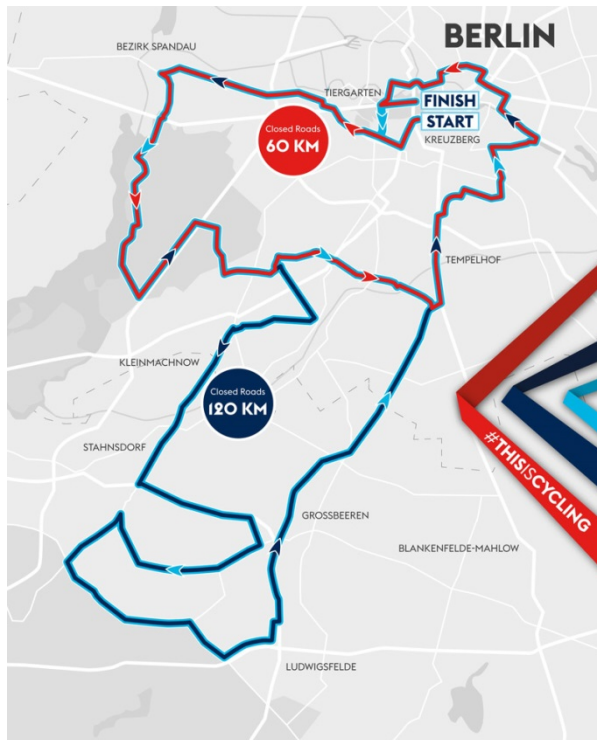 BERLIN
BEZIRK SPANDAU
TIERGARTEN
FINISH
START
KREUZBERG
Closed Roads
60 KM
TEMPELHOF
KLEINMACHNOW
Closed Roads
120 KM
STAHNSDORF
#THISISCYCLING
GROSSBEEREN
BLANKENFELDE-MAHLOW
LUDWIGSFELDE